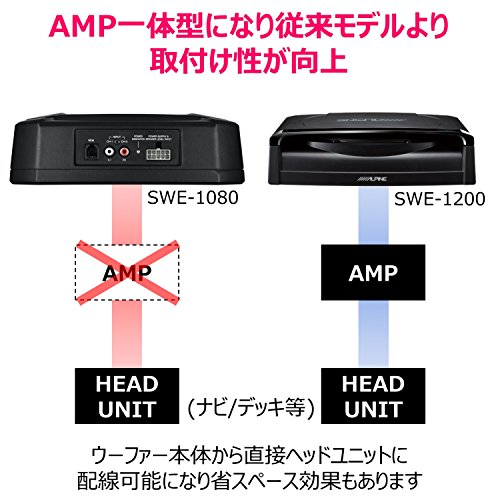 AMP一体型になり従来モデルより
取付け性が向上
SWE-1080
ALPINE
SWE-1200
AMP
AMP
HEAD
UNIT
(ナビ/デッキ等)
HEAD
UNIT
ウーファー本体から直接ヘッドユニットに
配線可能になり省スペース効果もあります